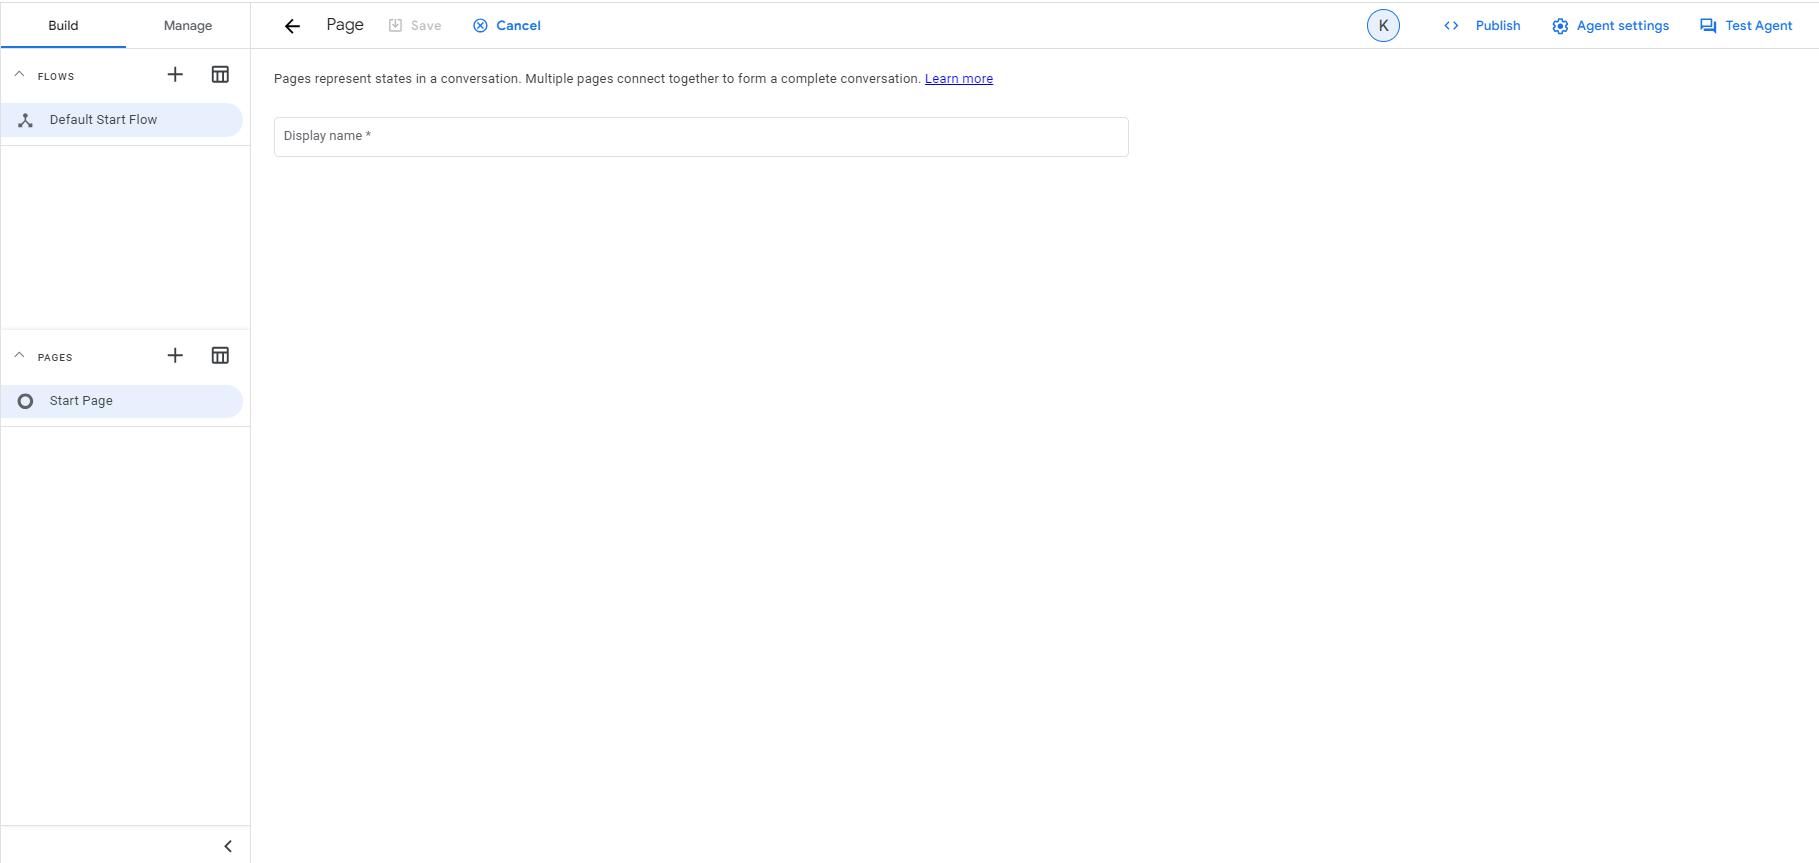 Build Manage Page Save Cancel K Publish Agent settings Test Agent
FLOWS
Pages represent states in a conversation. Multiple pages connect together to form a complete conversation. Learn more
Default Start Flow
Display name *
PAGES
Start Page